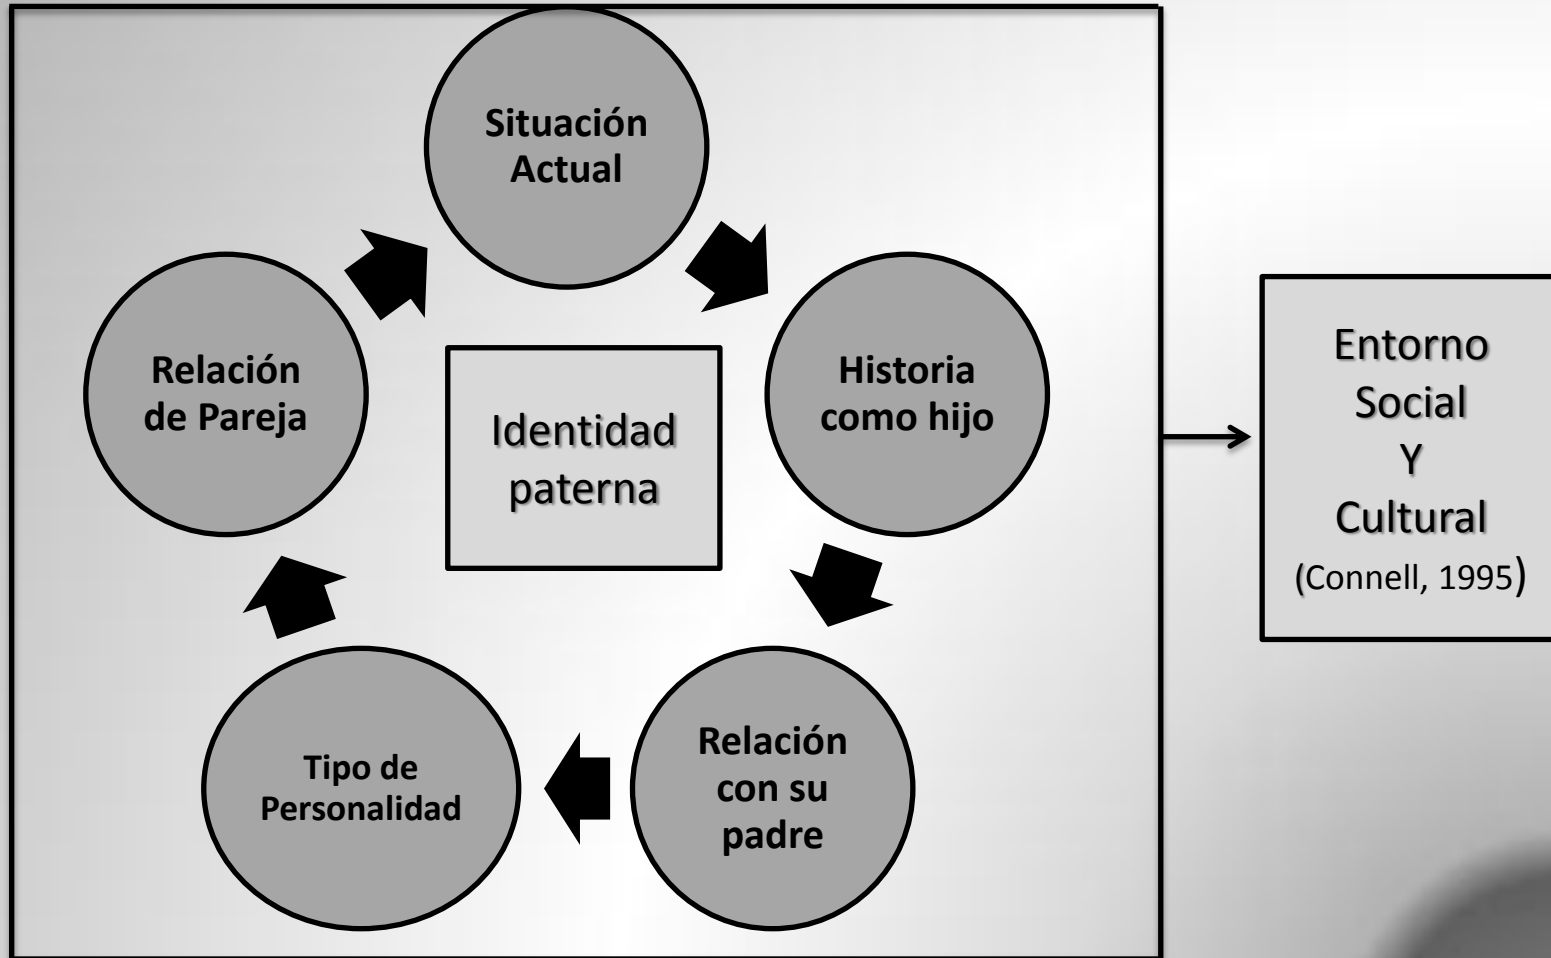 Situación
Actual
Historia
como hijo
Relación
con su
padre
Tipo de
Personalidad
Relación
de Pareja
Identidad
paterna
Entorno
Social
Y
Cultural
(Connell, 1995)